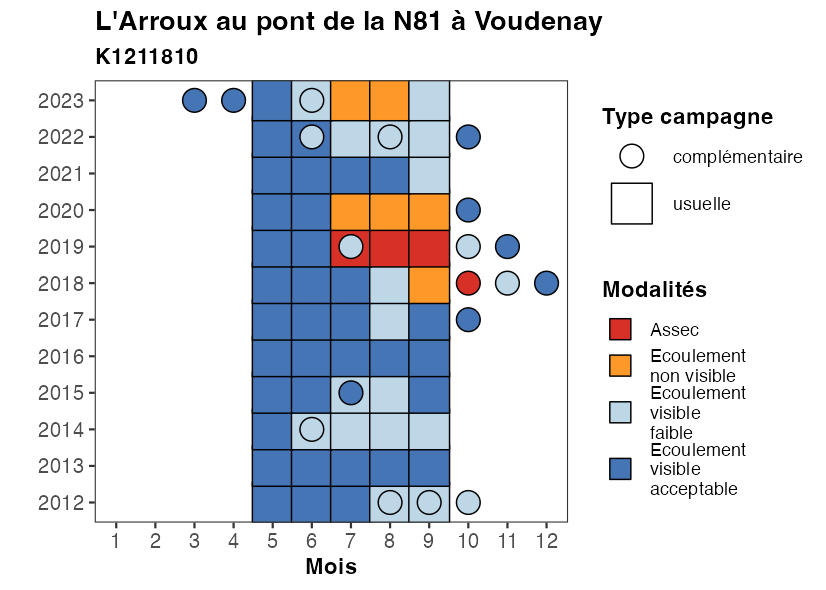 L'Arroux au pont de la N81 à Voudenay
K1211810
2023
2022
2021
2020
2019
2018
2017
2016
2015
2014
2013
2012
1 2 3 4 5 6 7 8 9 10 11 12
Mois
Type campagne
complémentaire
usuelle
Modalités
Assec
Ecoulement
non visible
Ecoulement
visible
faible
Ecoulement
visible
acceptable